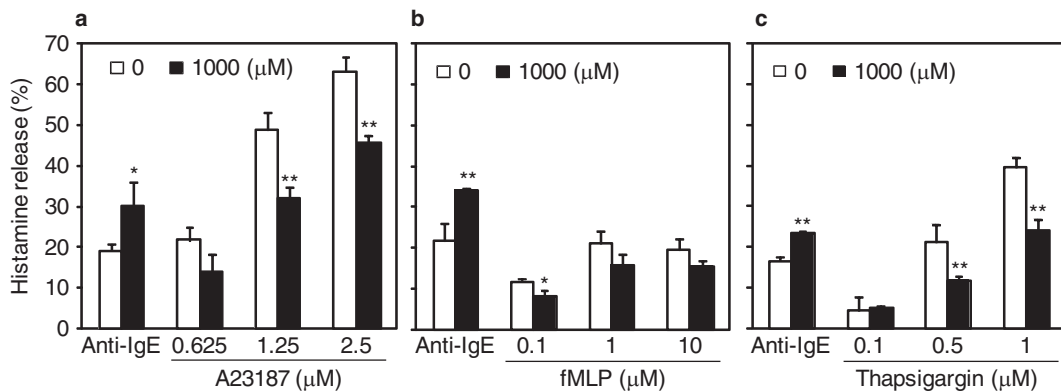 a b c
Histamine release (%)
70
60
50
40
30
20
10
0
0 1000 (μM)
* ** **
Anti-IgE 0.625 1.25 2.5
A23187 (μM)
0 1000 (μM)
** *
Anti-IgE 0.1 1 10
fMLP (μM)
0 1000 (μM)
** ** **
Anti-IgE 0.1 0.5 1
Thapsigargin (μM)